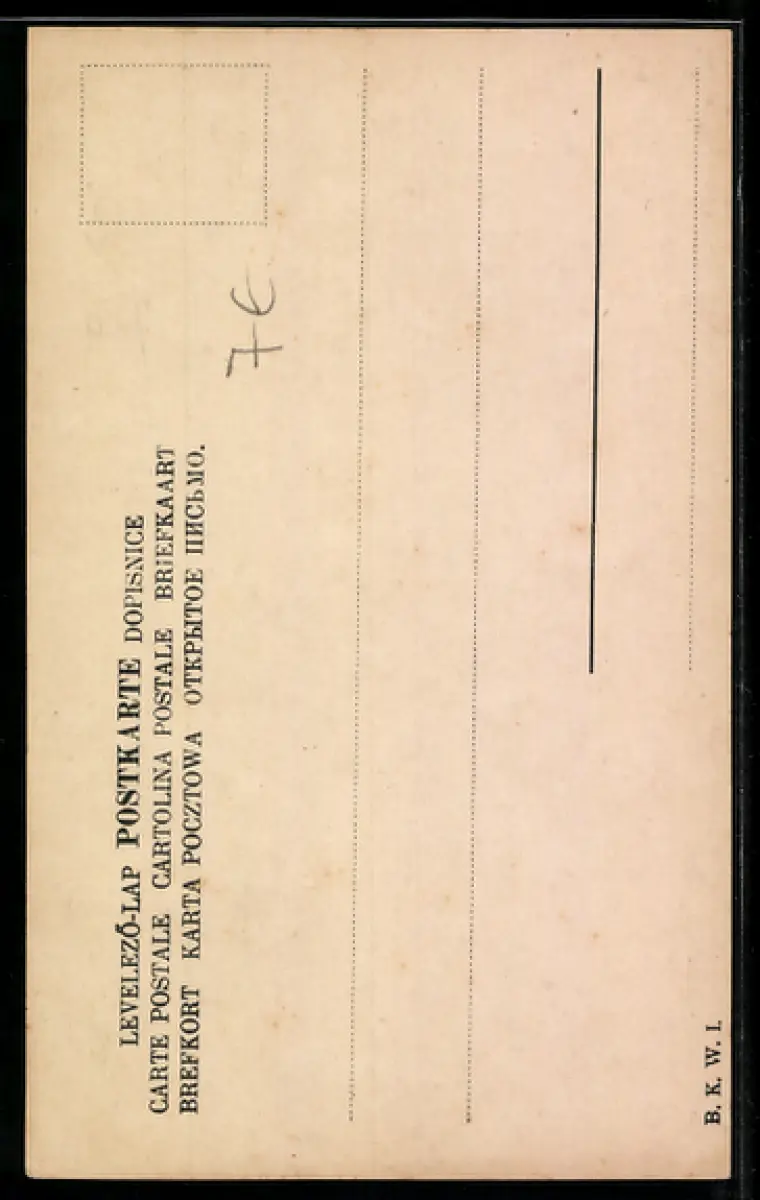 LEVELEZŐ-LAP POSTKARTE DOPISNICE
CARTE POSTALE CARTOLINA POSTALE BRIEFKAART
BREFKORT KARTA POCZTOWA ОТКРЫТОЕ ПИСЬМО.
7€
B. K. W. I.